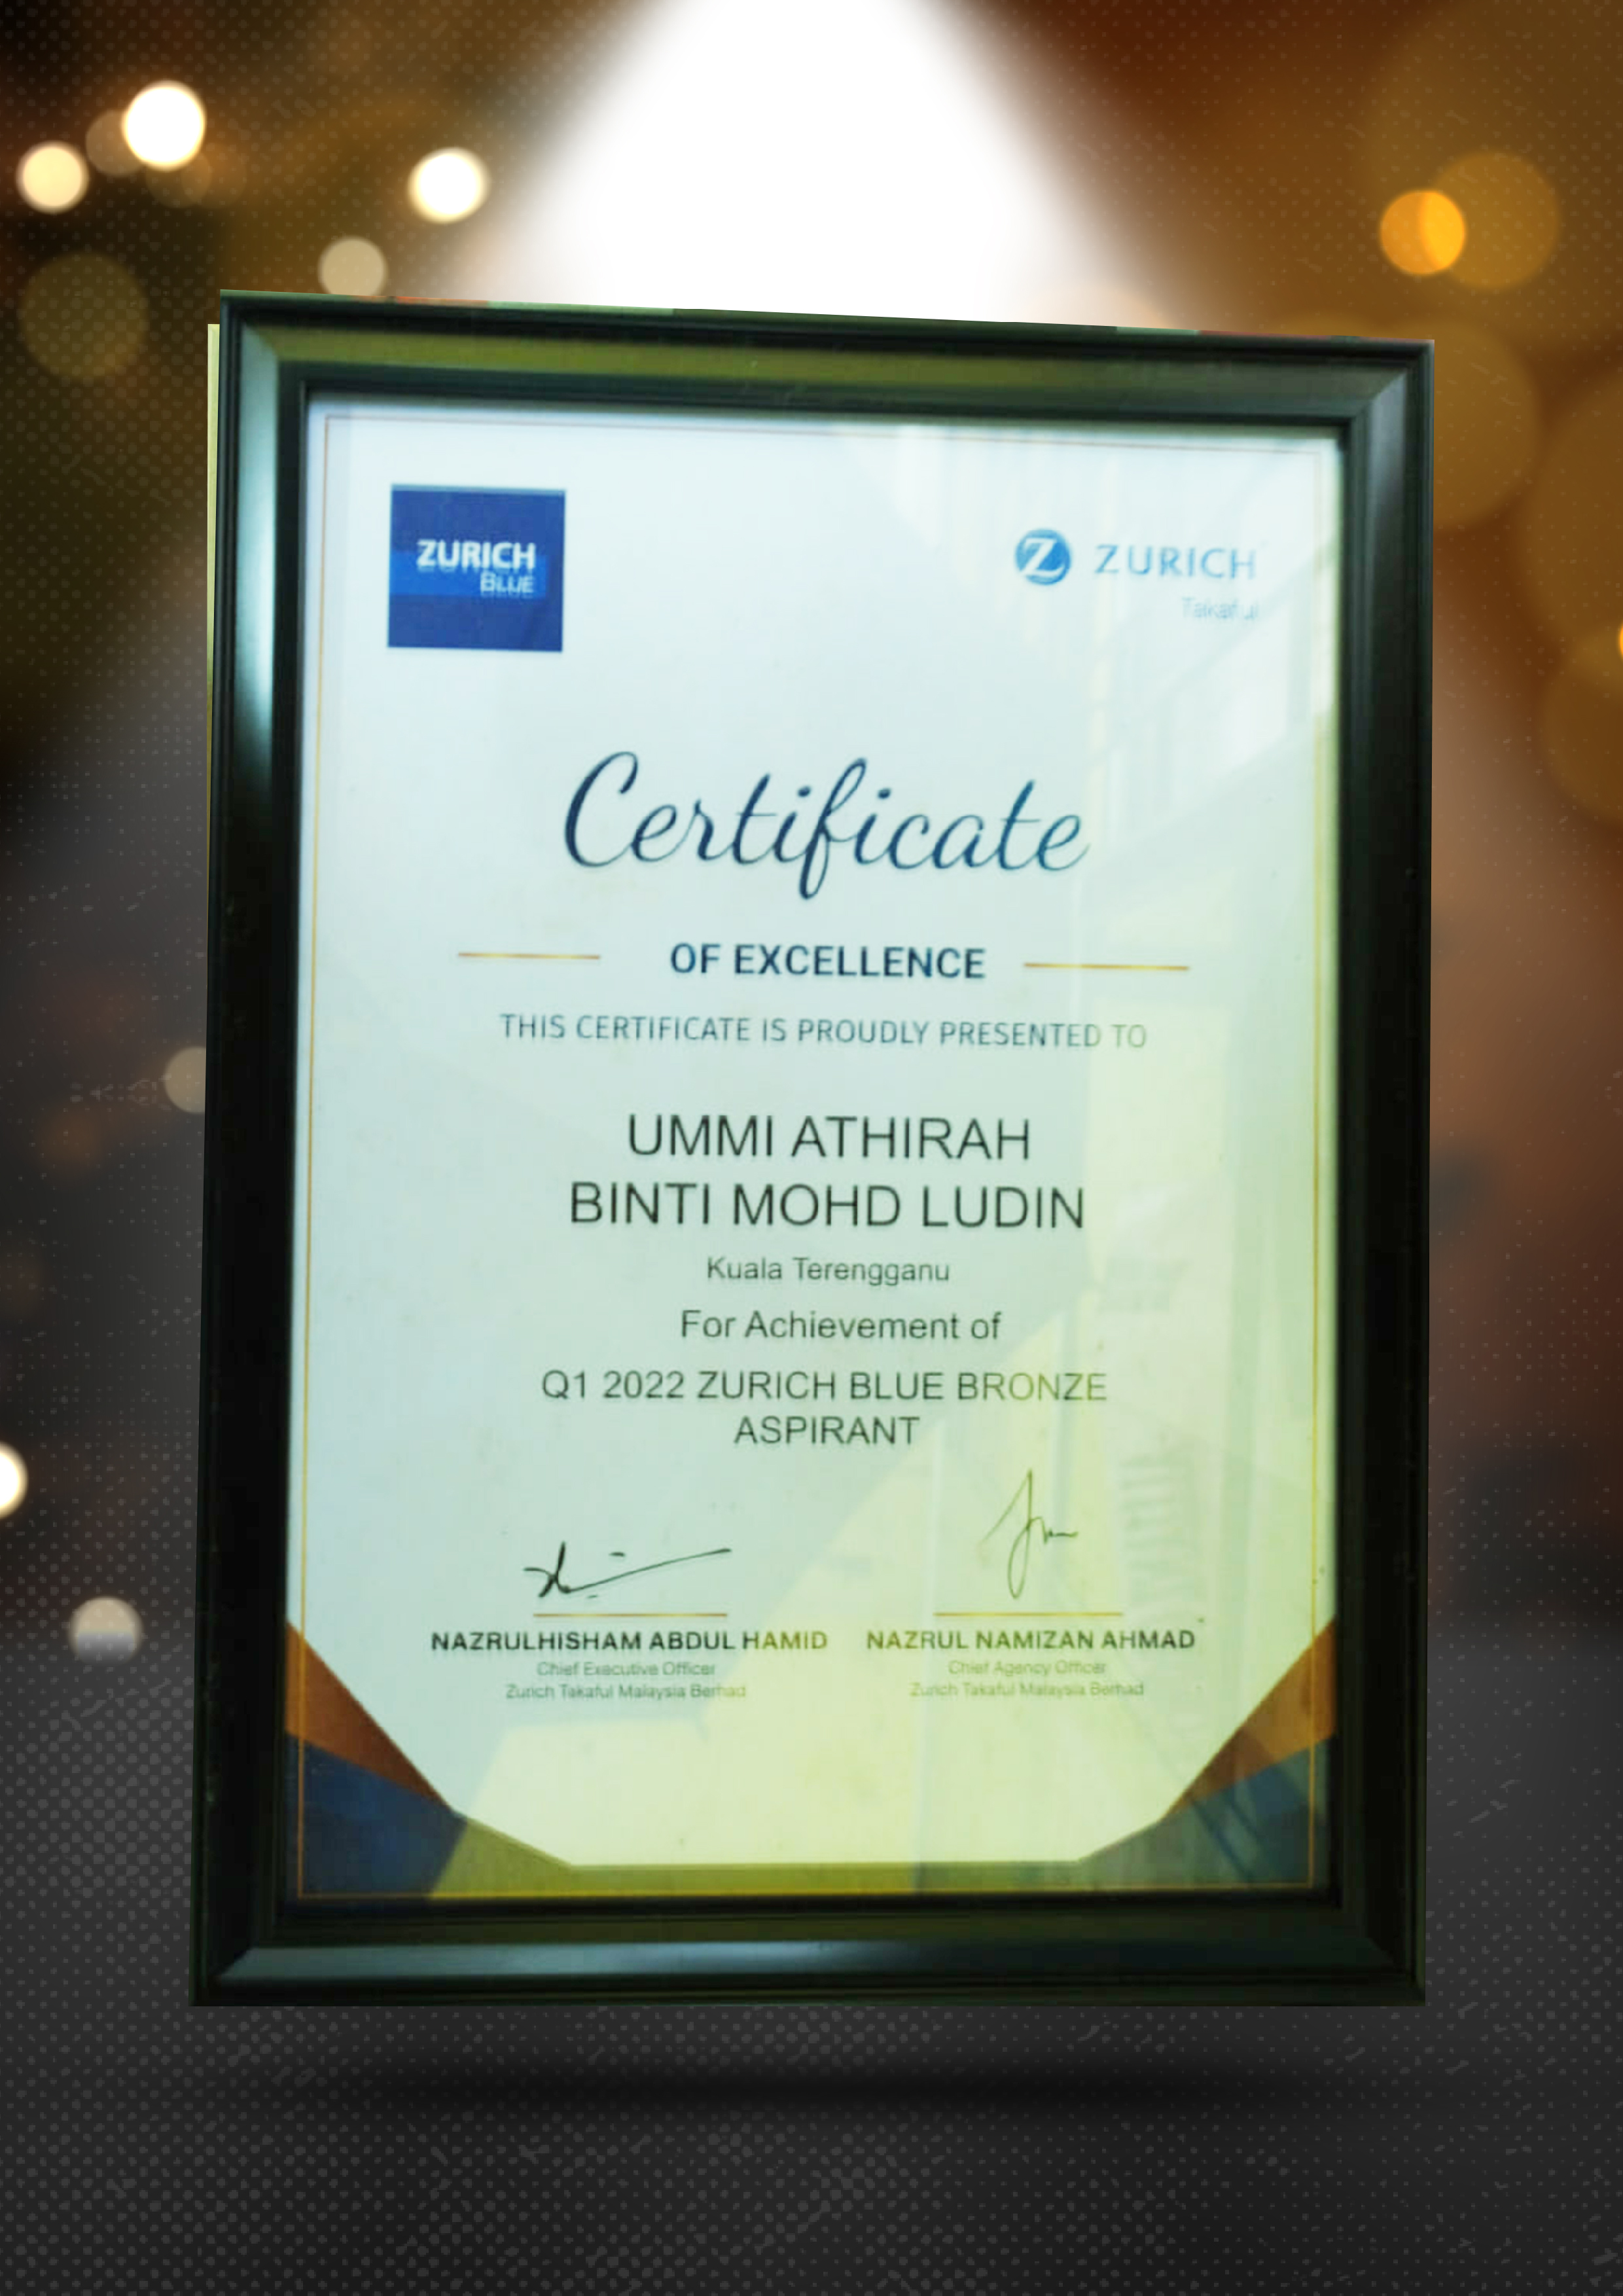 ZURICH
BLUE
Z ZURICH
Takaful
Certificate
OF EXCELLENCE
THIS CERTIFICATE IS PROUDLY PRESENTED TO
UMMI ATHIRAH
BINTI MOHD LUDIN
Kuala Terengganu
For Achievement of
Q1 2022 ZURICH BLUE BRONZE
ASPIRANT
NAZRULHISHAM ABDUL HAMID
Chief Executive Officer
Zurich Takaful Malaysia Berhad
NAZRUL NAMIZAN AHMAD
Chief Agency Officer
Zurich Takaful Malaysia Berhad